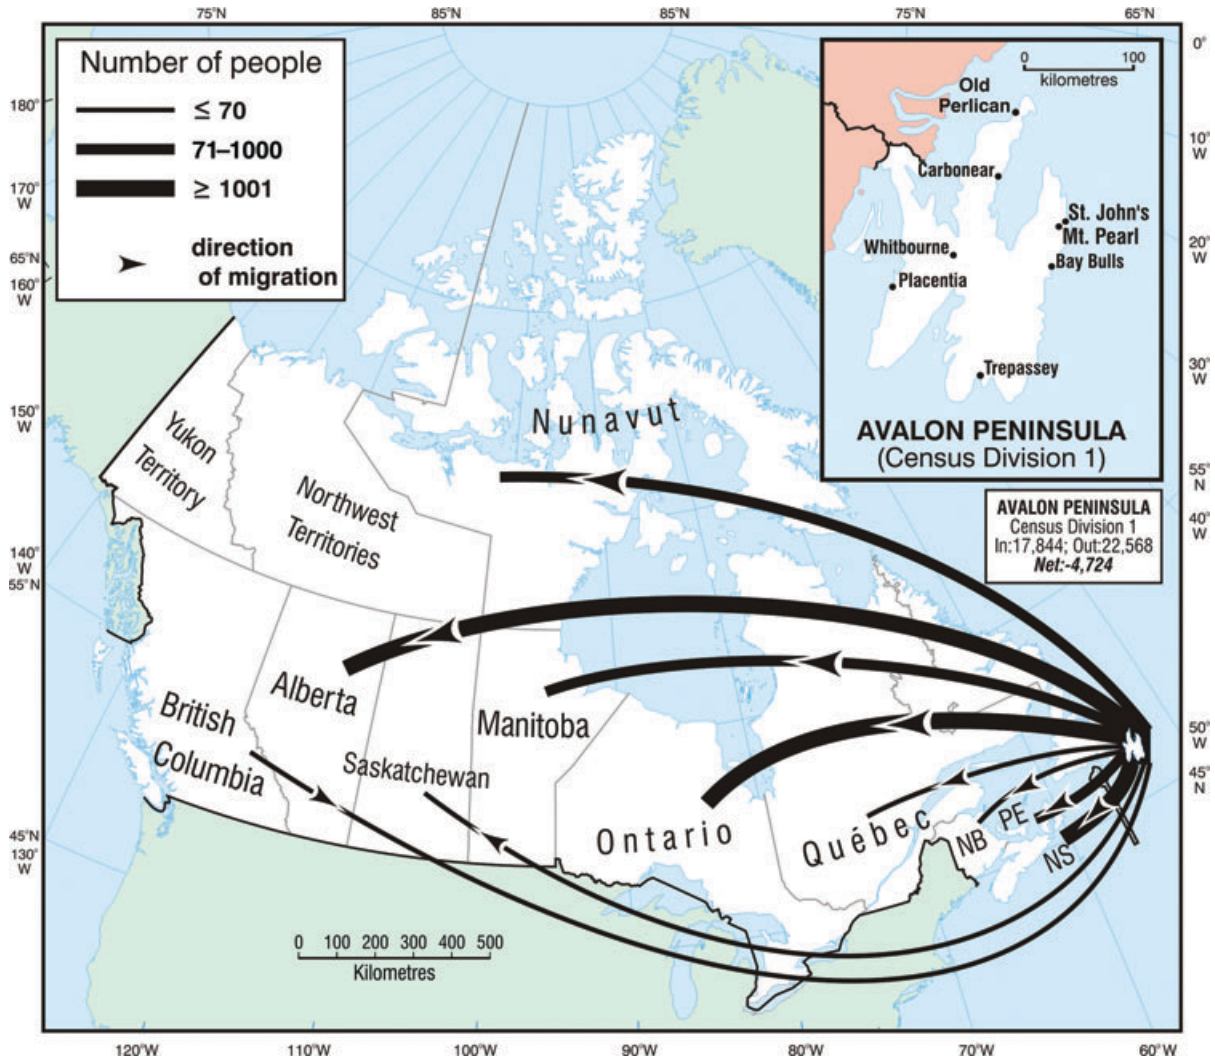 75˚N
85˚N
85˚N
75˚N
65˚N
Number of people
≤ 70
71–1000
≥ 1001
direction
of migration
180˚
170˚
W
65˚N
160˚
W
150˚
W
140˚
W
55˚N
45˚N
130˚
W
0˚
10˚
W
20˚
W
30˚
W
55˚
N
40˚
W
50˚
W
45˚
N
0 100
kilometres
Old
Perlican
Carbonear
St. John's
Mt. Pearl
Whitbourne
Bay Bulls
Placentia
Trepassey
AVALON PENINSULA
(Census Division 1)
AVALON PENINSULA
Census Division 1
In:17,844; Out:22,568
Net:-4,724
Yukon
Territory
Northwest
Territories
Nunavut
British
Columbia
Alberta
Saskatchewan
Manitoba
Ontario
Québec
NB
PE
NS
0 100 200 300 400 500
Kilometres
120˚W
110˚W
100˚W
90˚W
80˚W
70˚W
60˚W